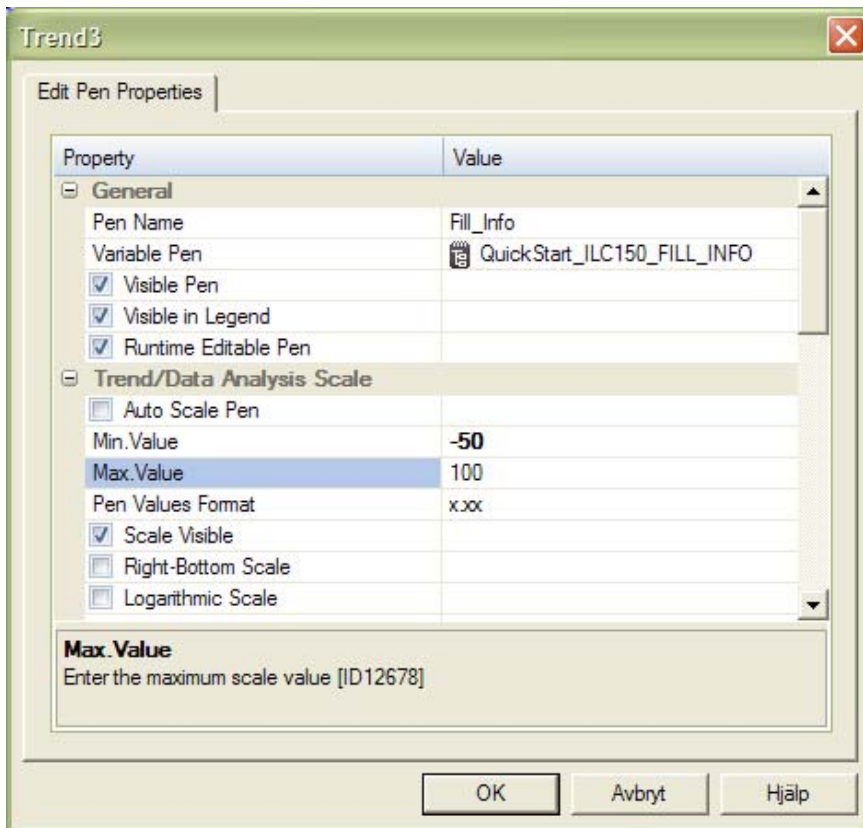 Trend3
Edit Pen Properties
Property Value
General
Pen Name Fill_Info
Variable Pen QuickStart_ILC150_FILL_INFO
Visible Pen
Visible in Legend
Runtime Editable Pen
Trend/Data Analysis Scale
Auto Scale Pen
Min.Value -50
Max.Value 100
Pen Values Format x.xx
Scale Visible
Right-Bottom Scale
Logarithmic Scale
Max.Value
Enter the maximum scale value [ID12678]
OK Avbryt Hjälp